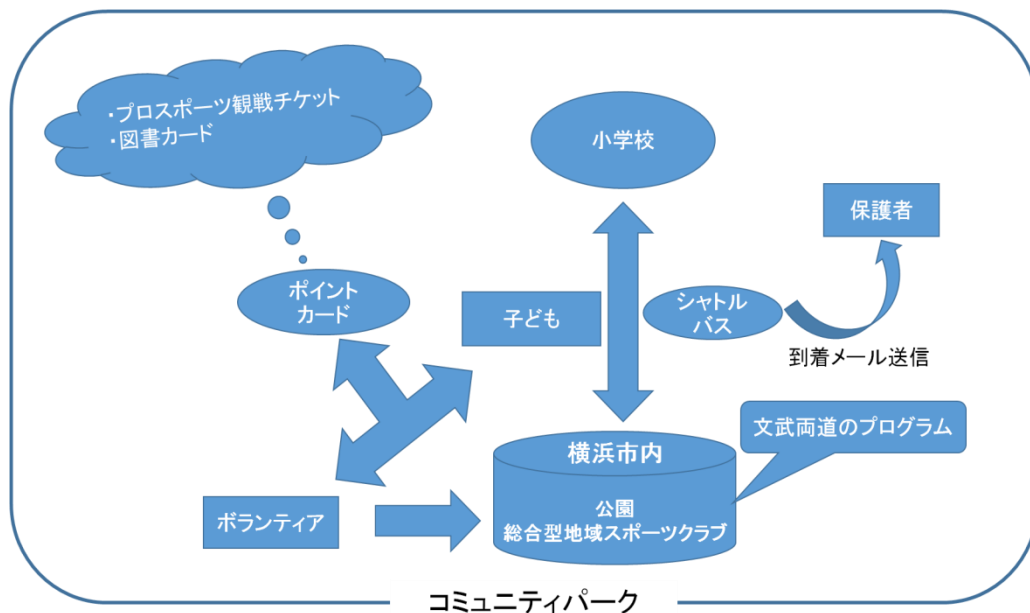 ・プロスポーツ観戦チケット
・図書カード
小学校
保護者
ポイント
カード
子ども
シャトル
バス
到着メール送信
文武両道のプログラム
横浜市内
公園
総合型地域スポーツクラブ
ボランティア
コミュニティパーク